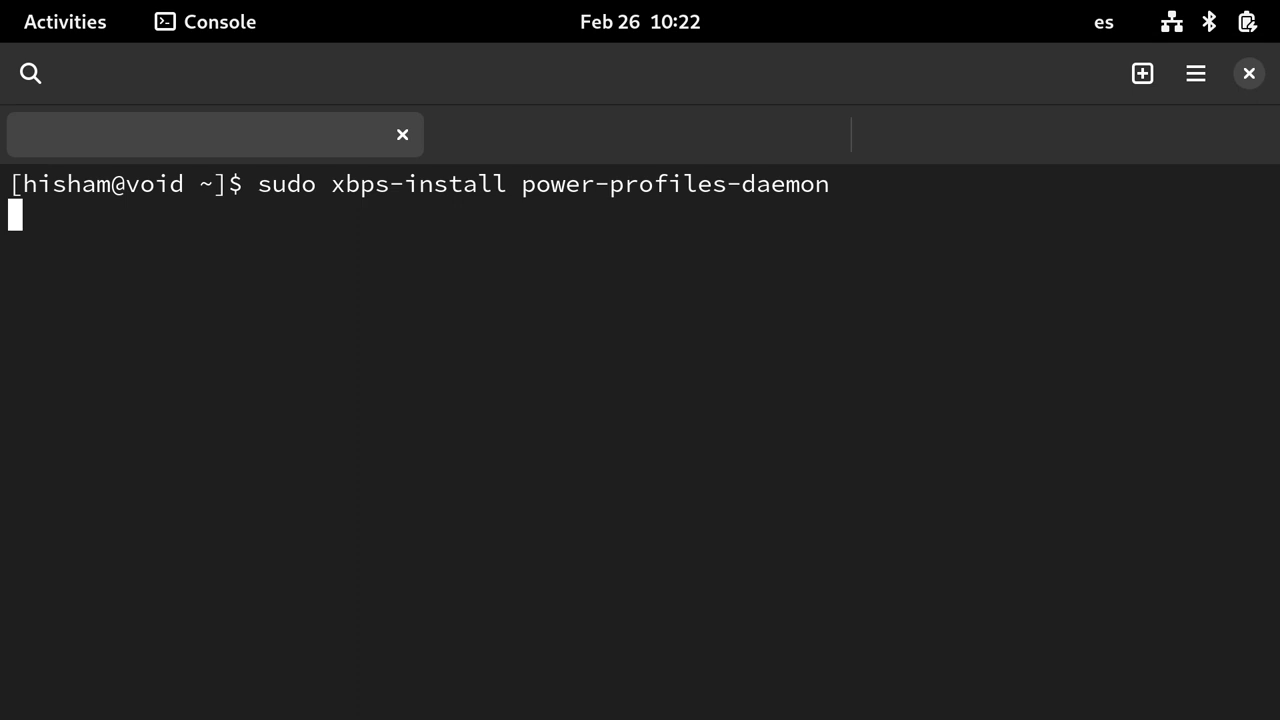 Activities Console Feb 26 10:22 es
[hisham@void ~]$ sudo xbps-install power-profiles-daemon